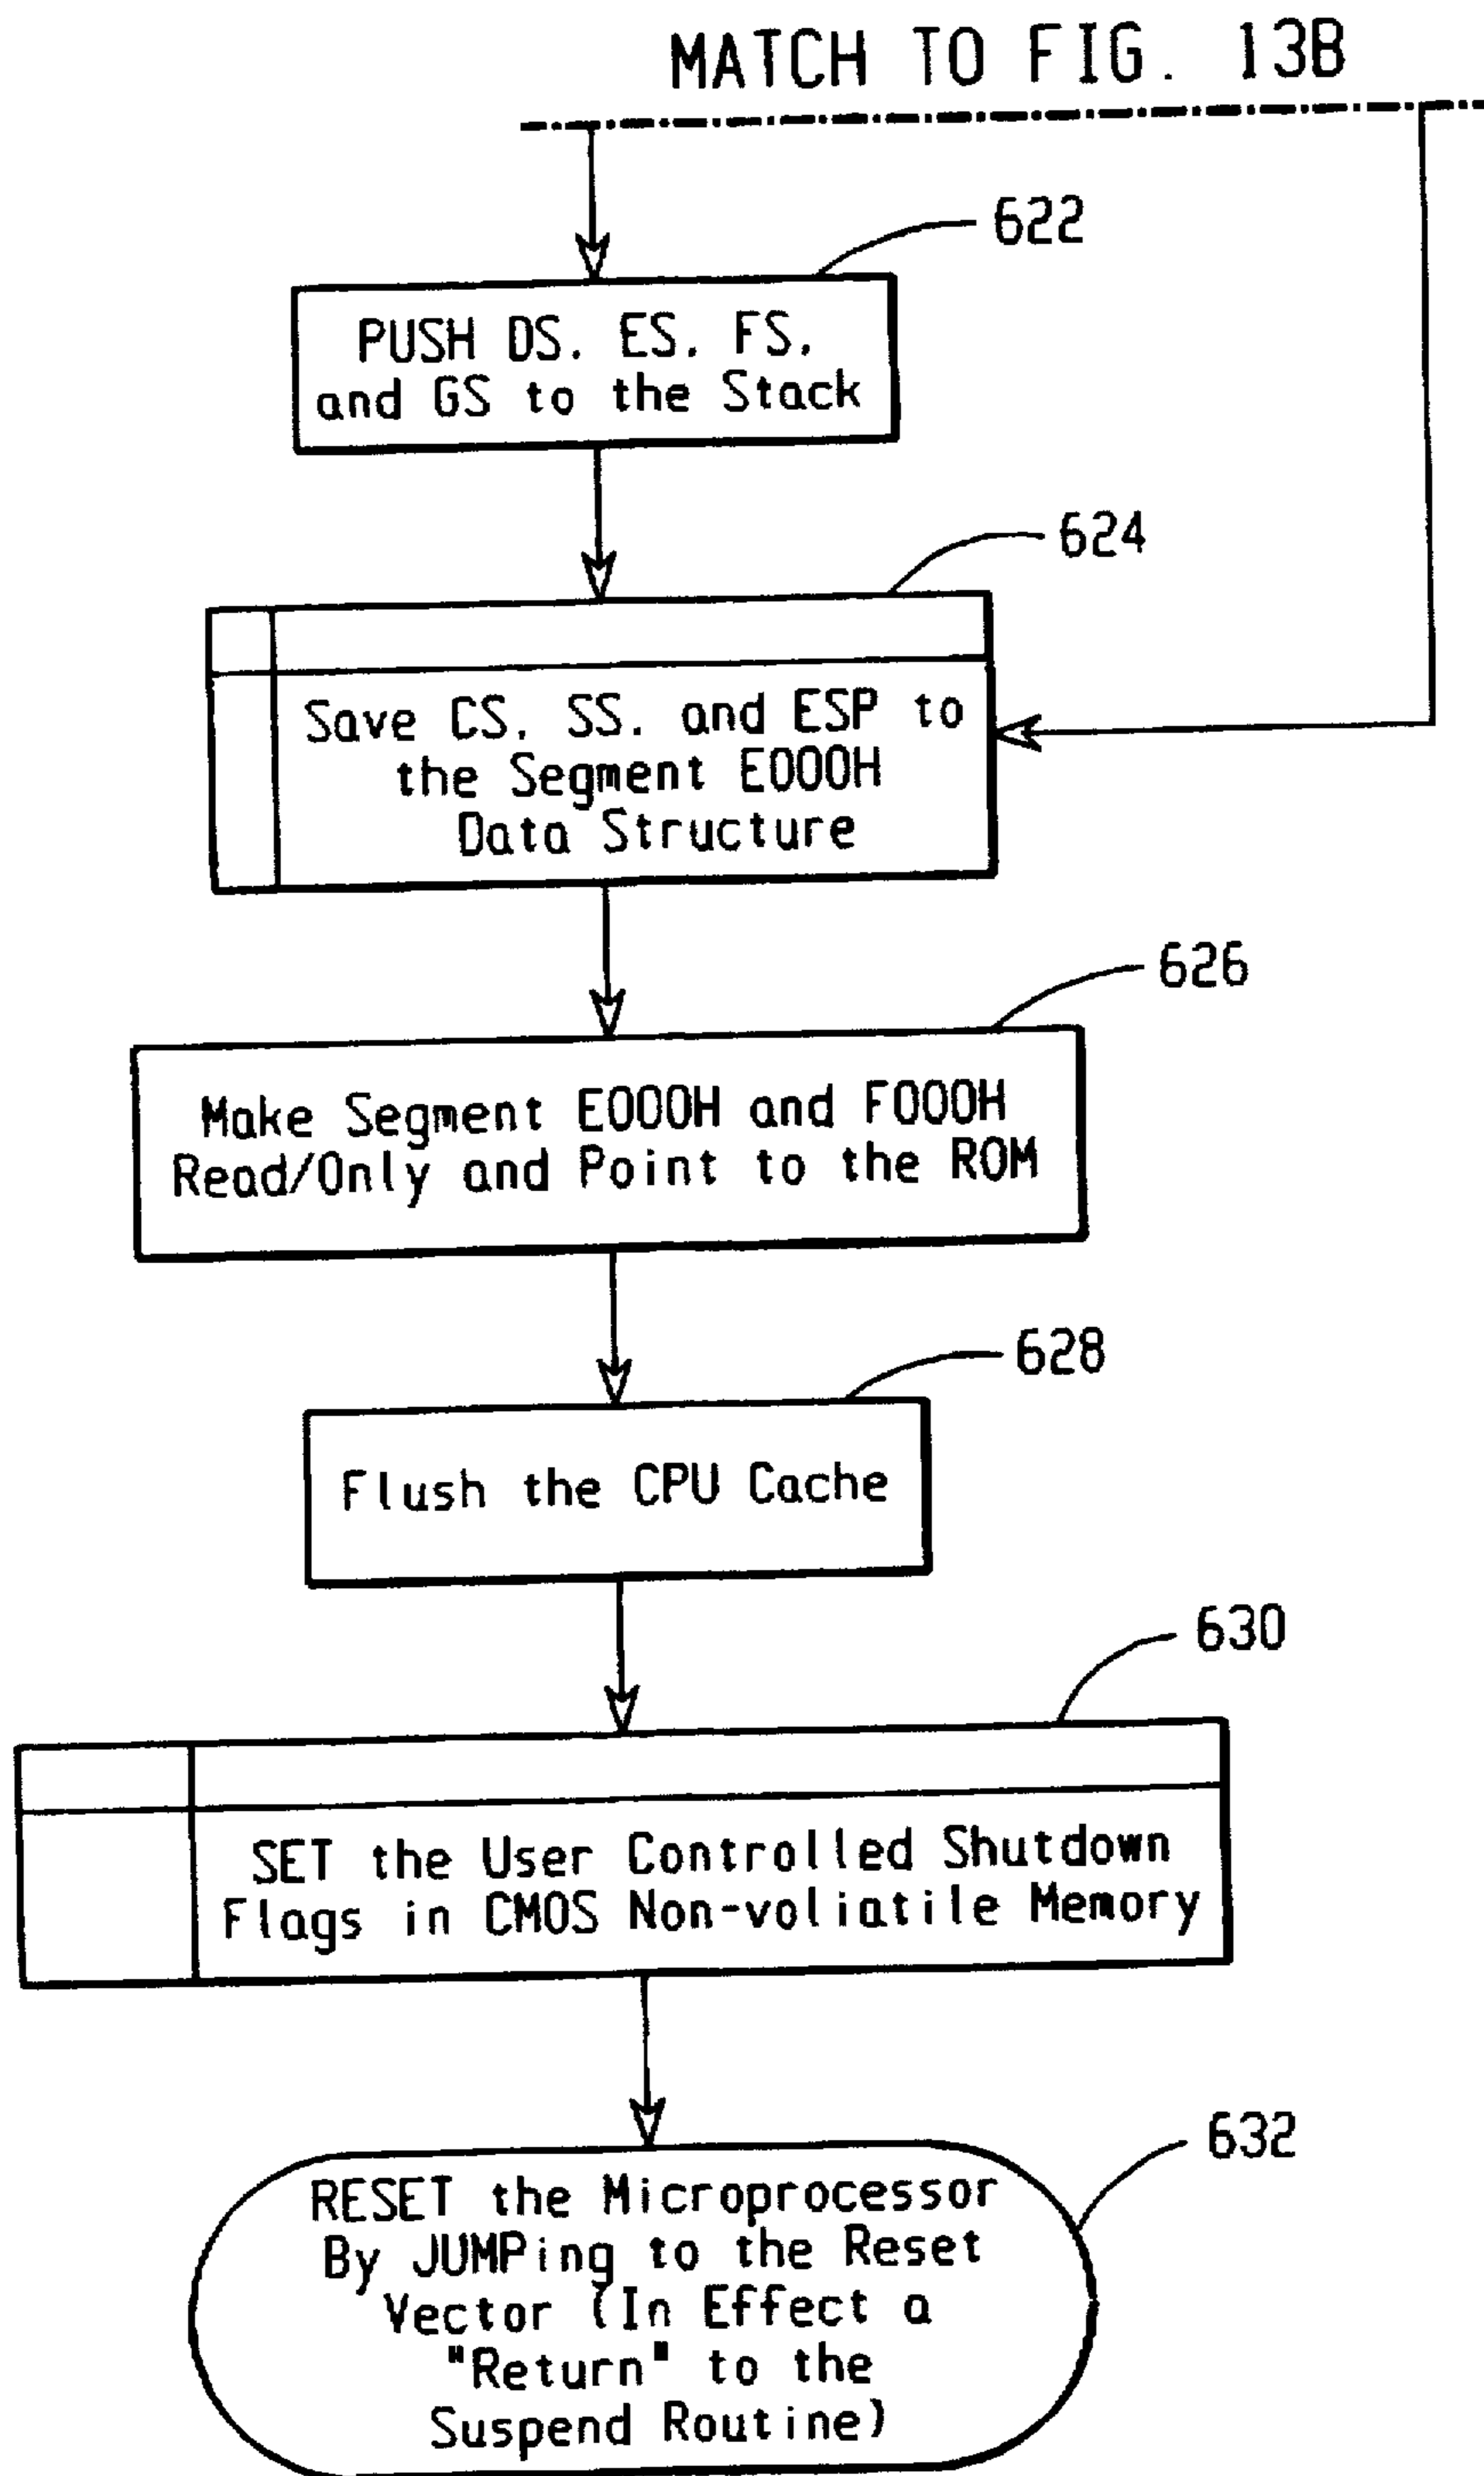 MATCH TO FIG. 13B
622
PUSH DS, ES, FS,
and GS to the Stack
624
Save CS, SS, and ESP to
the Segment E000H
Data Structure
626
Make Segment E000H and F000H
Read/Only and Point to the ROM
628
Flush the CPU Cache
630
SET the User Controlled Shutdown
Flags in CMOS Non-voliatile Memory
632
RESET the Microprocessor
By JUMPing to the Reset
Vector (In Effect a
"Return" to the
Suspend Routine)